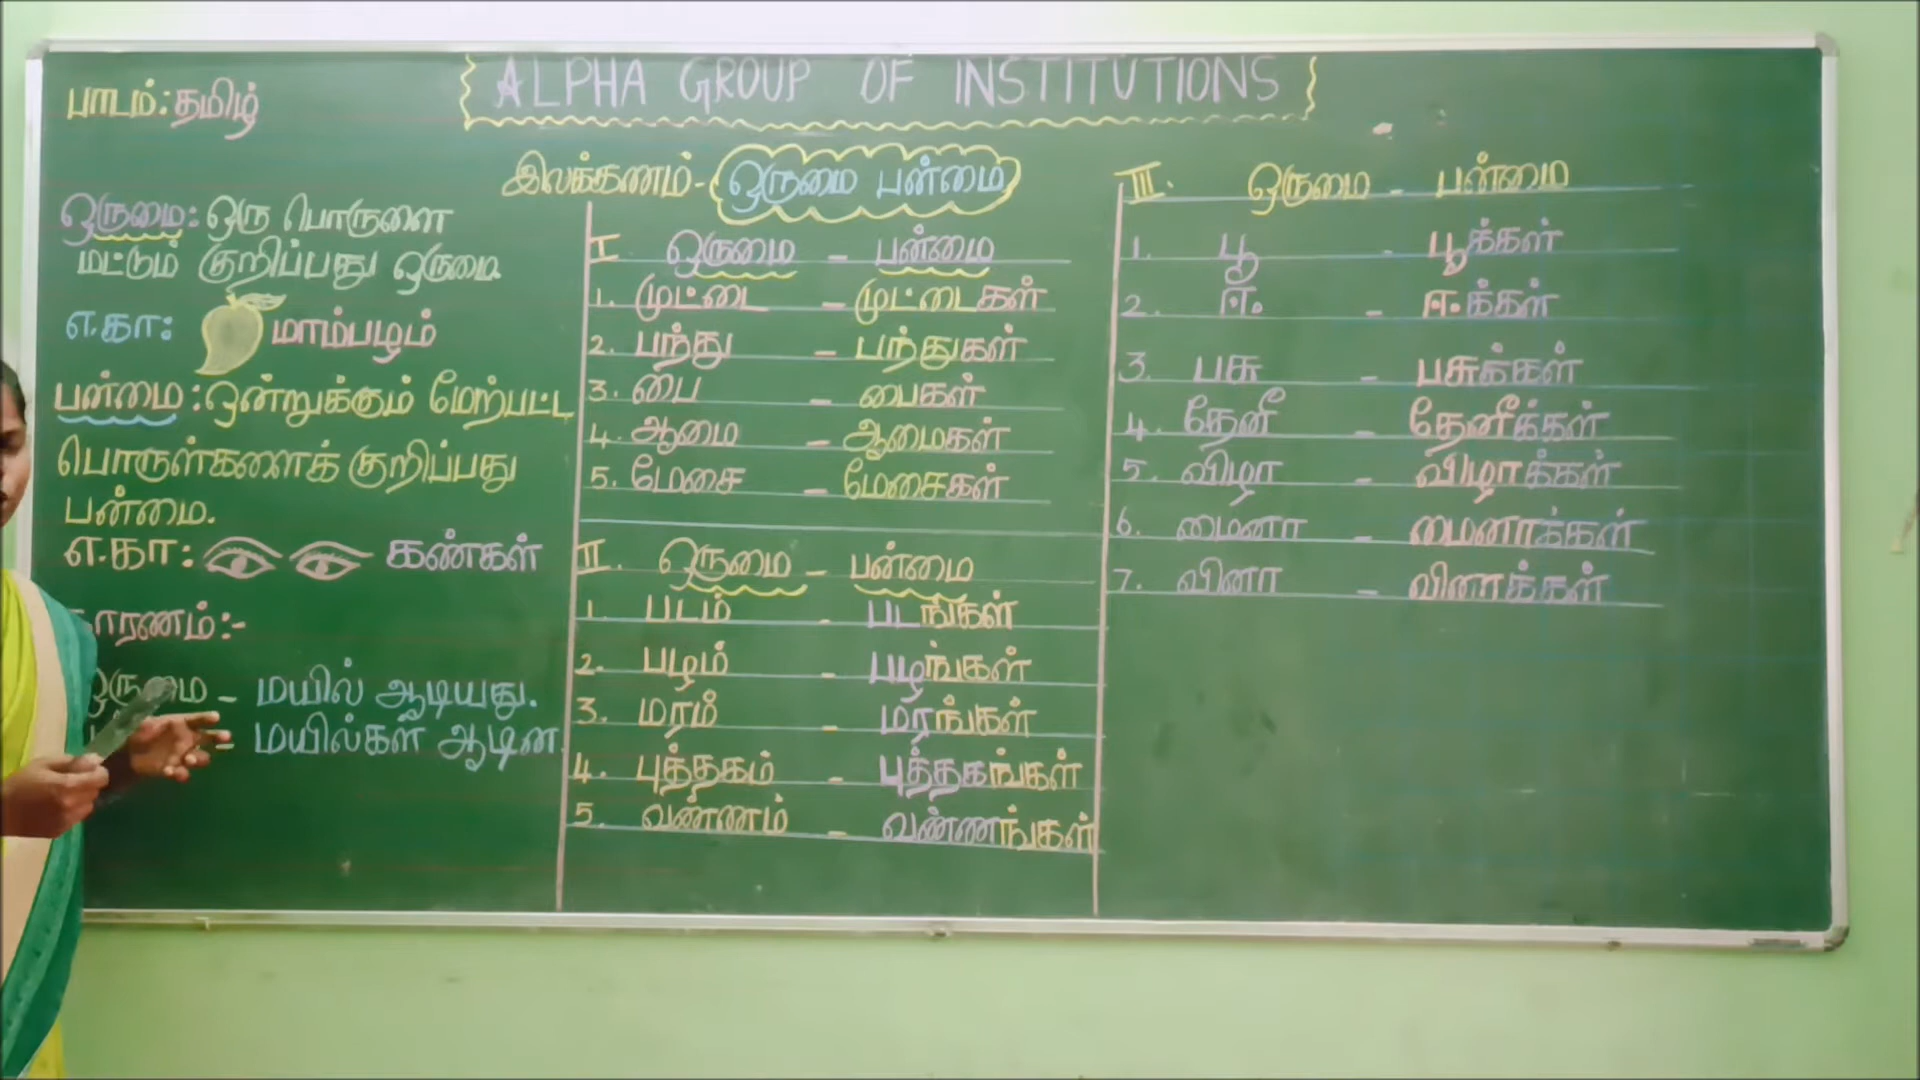 ALPHA GROUP OF INSTITUTIONS
பாடம்: தமிழ்
இலக்கணம் - ஒருமை பன்மை
ஒருமை: ஒரு பொருளை
மட்டும் குறிப்பது ஒருமை.
எ.கா: மாம்பழம்
பன்மை: ஒன்றுக்கும் மேற்பட்ட
பொருள்களைக் குறிப்பது
பன்மை.
எ.கா: கண்கள்
ாரணம்:-
ஒருமை - மயில் ஆடியது.
- மயில்கள் ஆடின
I ஒருமை - பன்மை
1. முட்டை - முட்டைகள்
2. பந்து - பந்துகள்
3. பை - பைகள்
4. ஆமை - ஆமைகள்
5. மேசை - மேசைகள்
II. ஒருமை - பன்மை
1. படம் - படங்கள்
2. பழம் - பழங்கள்
3. மரம் - மரங்கள்
4. புத்தகம் - புத்தகங்கள்
5. வண்ணம் - வண்ணங்கள்
III. ஒருமை - பன்மை
1. பூ - பூக்கள்
2. ஈ - ஈக்கள்
3. பசு - பசுக்கள்
4. தேனீ - தேனீக்கள்
5. விழா - விழாக்கள்
6. மைனா - மைனாக்கள்
7. வினா - வினாக்கள்